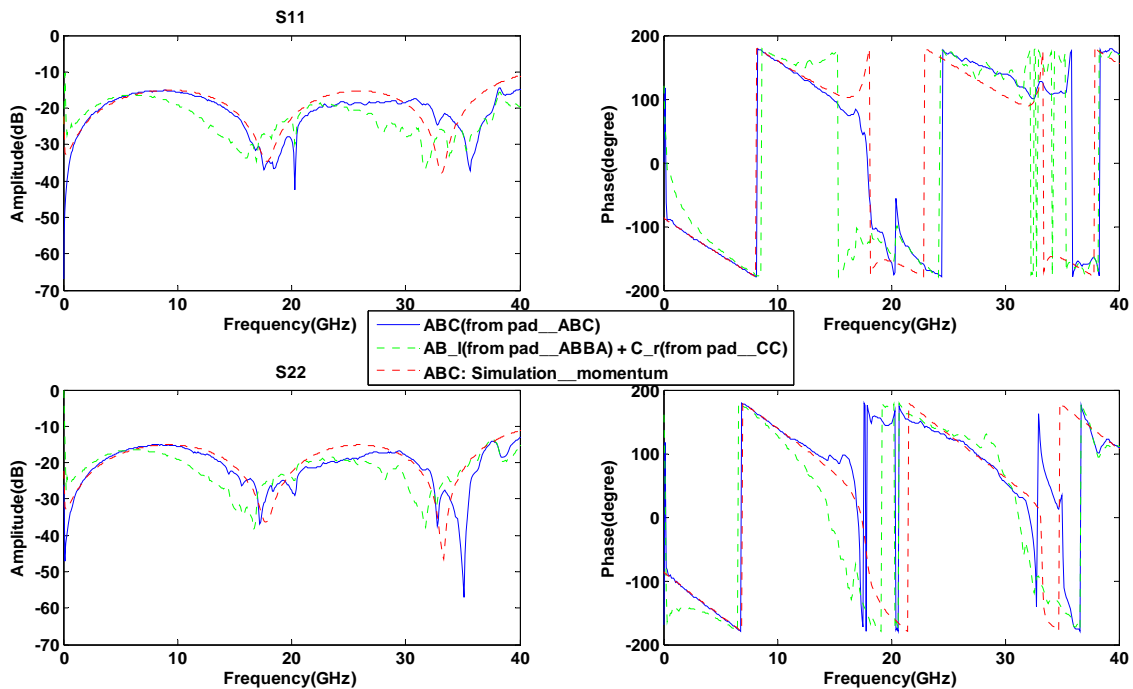 S11
0
-10
-20
-30
-40
-50
-60
-70
Amplitude(dB)
0 10 20 30 40
Frequency(GHz)
200
100
0
-100
-200
Phase(degree)
0 10 20 30 40
Frequency(GHz)
ABC(from pad__ABC)
AB_l(from pad__ABBA) + C_r(from pad__CC)
ABC: Simulation__momentum
S22
0
-10
-20
-30
-40
-50
-60
-70
Amplitude(dB)
0 10 20 30 40
Frequency(GHz)
200
100
0
-100
-200
Phase(degree)
0 10 20 30 40
Frequency(GHz)